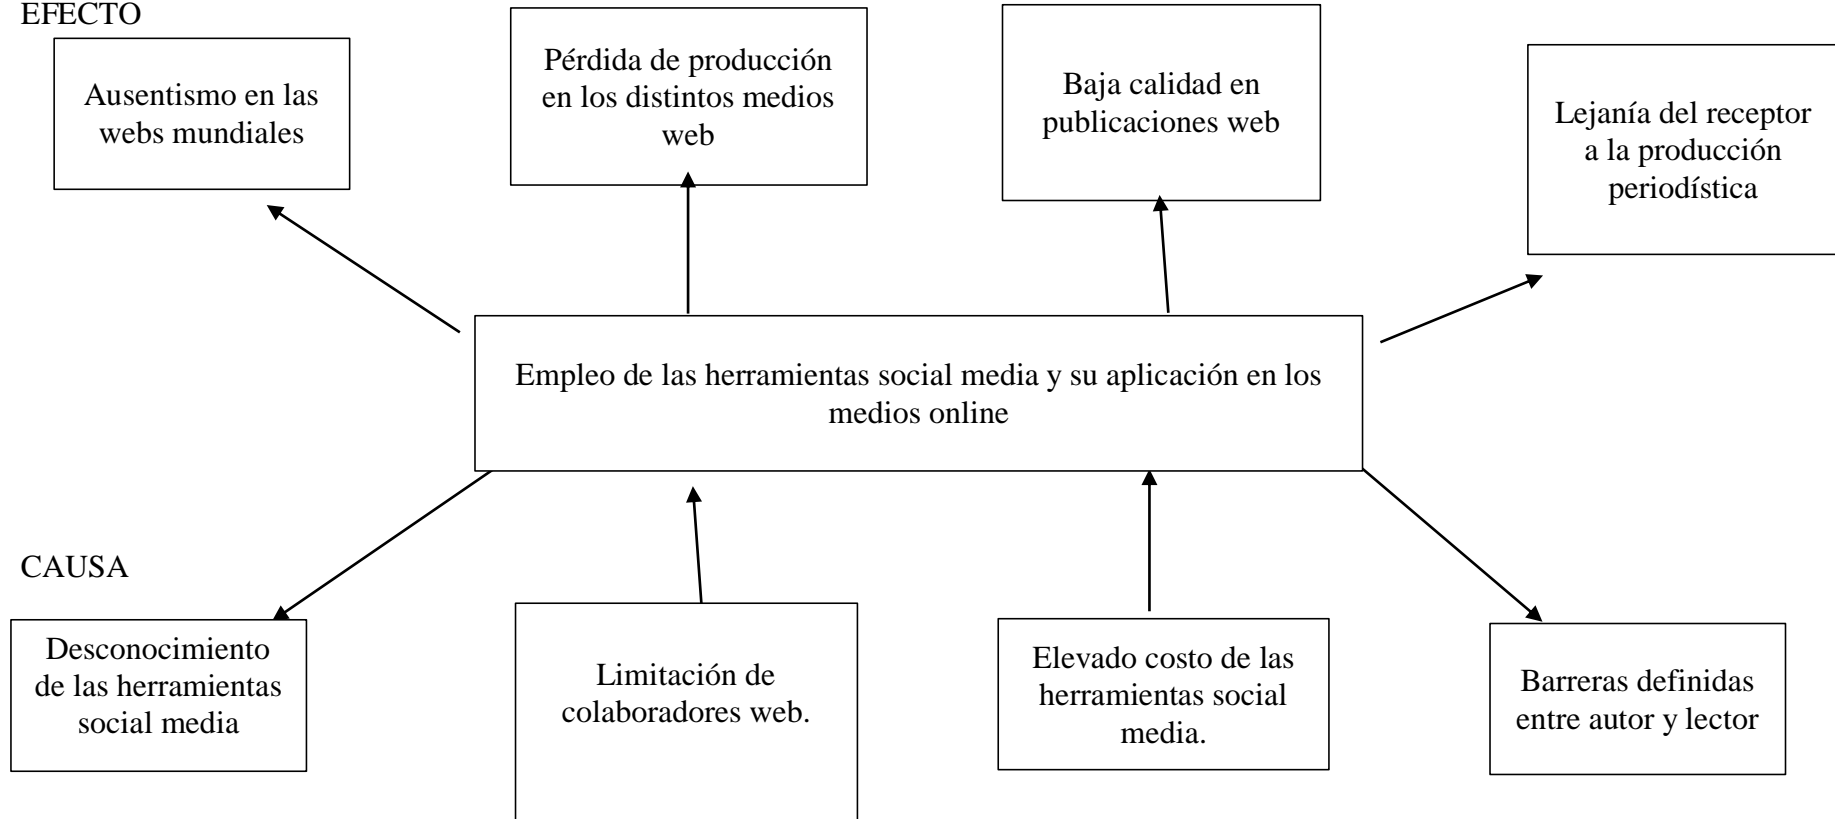 EFECTO
Ausentismo en las
webs mundiales
Pérdida de producción
en los distintos medios
web
Baja calidad en
publicaciones web
Lejanía del receptor
a la producción
periodística
Empleo de las herramientas social media y su aplicación en los
medios online
CAUSA
Desconocimiento
de las herramientas
social media
Limitación de
colaboradores web.
Elevado costo de las
herramientas social
media.
Barreras definidas
entre autor y lector